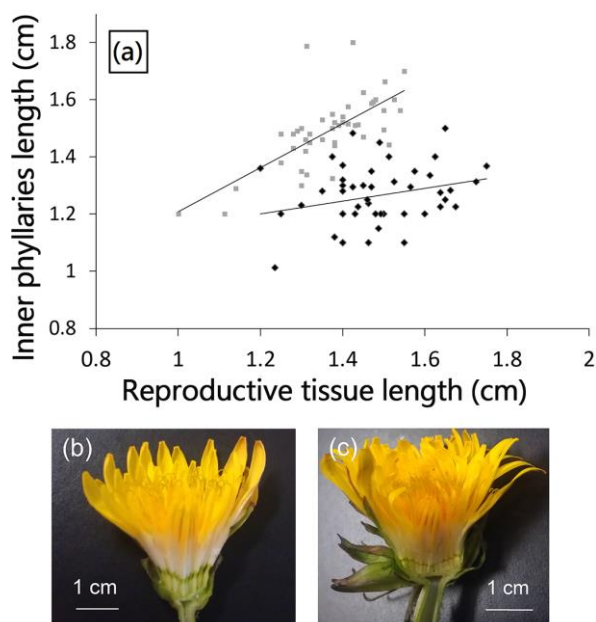 (a)
Inner phyllaries length (cm)
1.8
1.6
1.4
1.2
1
0.8
0.8 1 1.2 1.4 1.6 1.8 2
Reproductive tissue length (cm)
(b)
1 cm
(c)
1 cm